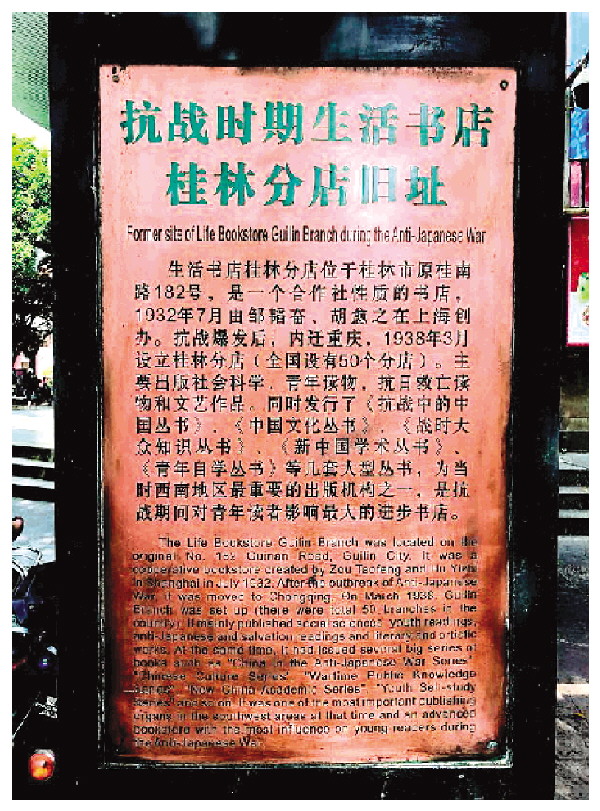 抗战时期生活书店
桂林分店旧址
Former site of Life Bookstore Guilin Branch during the Anti-Japanese War
生活书店桂林分店位于桂林市原桂南
路182号，是一个合作社性质的书店，
1932年7月由邹韬奋、胡愈之在上海创
办。抗战爆发后，内迁重庆，1938年3月
设立桂林分店（全国设有50个分店）。主
要出版社会科学、青年读物，抗日救亡读
物和文艺作品。同时发行了《抗战中的中
国丛书》、《中国文化丛书》、《战时大
众知识丛书》、《新中国学术丛书》、
《青年自学丛书》等几套大型丛书，为当
时西南地区最重要的出版机构之一，是抗
战期间对青年读者影响最大的进步书店。
The Life Bookstore Guilin Branch was located on the
original No. 182 Guinan Road, Guilin City. It was a
cooperative bookstore created by Zou Taofeng and Hu Yizhi
in Shanghai in July 1932. After the outbreak of Anti-Japanese
War, it was moved to Chongqing. On March 1938, Guilin
Branch was set up (there were total 50 branches in the
country). It mainly published social sciences, youth readings,
anti-Japanese and salvation readings and literary and artistic
works. At the same time, it had issued several big series of
books such as "China in the Anti-Japanese War Series",
"Chinese Culture Series", "Wartime Public Knowledge
Series", "New China Academic Series", "Youth Self-study
Series" and so on. It was one of the most important publishing
organs in the southwest areas at that time and an advanced
bookstore with the most influence on young readers during
the Anti-Japanese War.